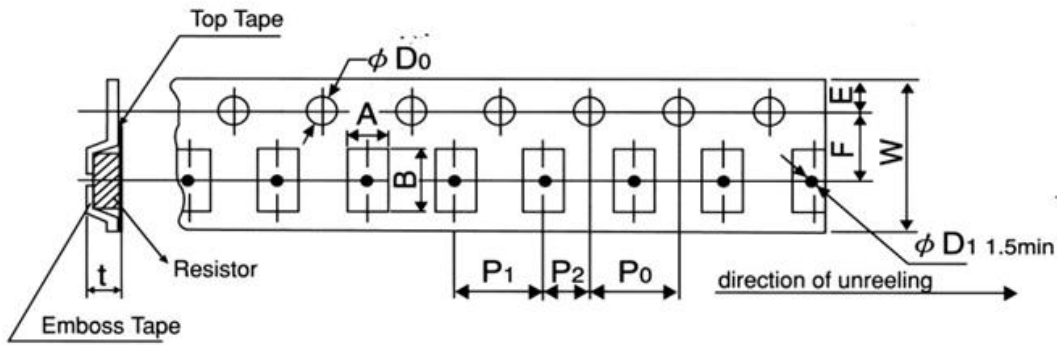 Top Tape
φ D0
A
B
E
F
W
φ D1 1.5min
P1
P2
P0
direction of unreeling
t
Resistor
Emboss Tape